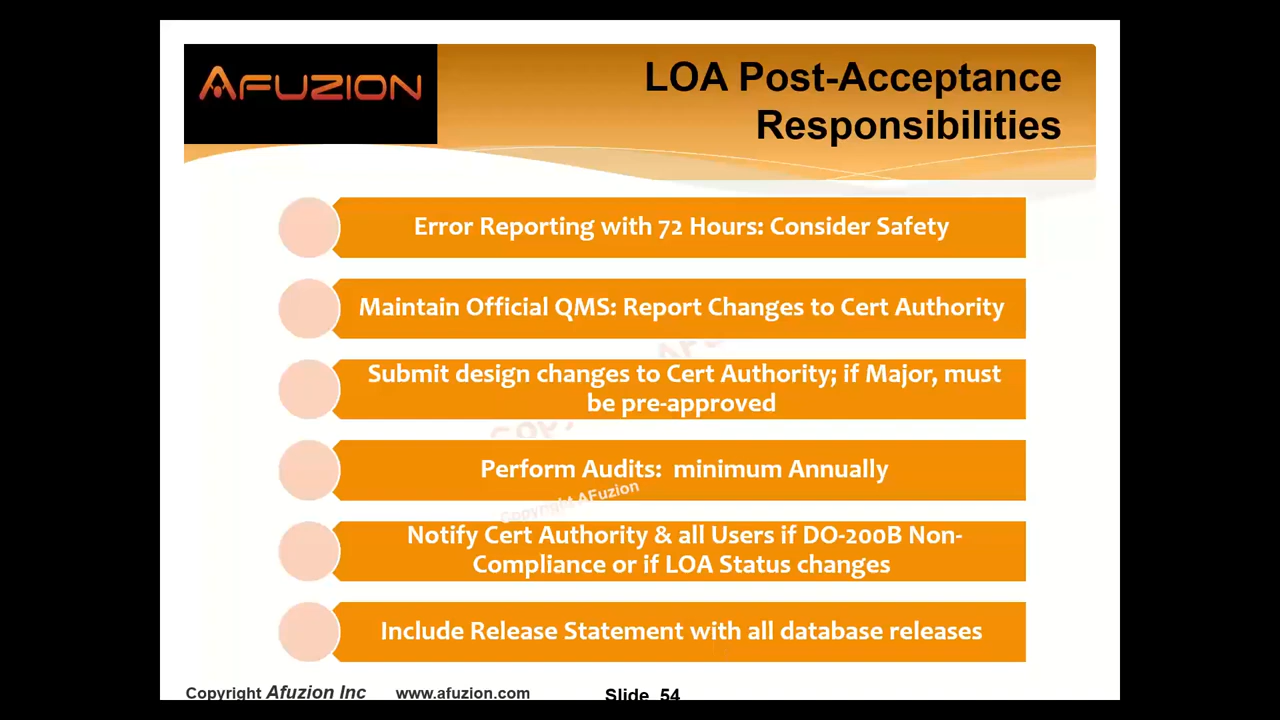 AFUZION
LOA Post-Acceptance
Responsibilities
Error Reporting with 72 Hours: Consider Safety
Maintain Official QMS: Report Changes to Cert Authority
Submit design changes to Cert Authority; if Major, must
be pre-approved
Perform Audits:  minimum Annually
Copyright AFuzion
Notify Cert Authority & all Users if DO-200B Non-
Compliance or if LOA Status changes
Include Release Statement with all database releases
Copyright Afuzion Inc www.afuzion.com Slide 54